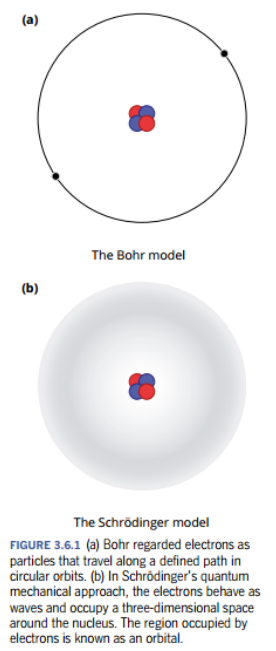 (a)
The Bohr model
(b)
The Schrödinger model
FIGURE 3.6.1 (a) Bohr regarded electrons as
particles that travel along a defined path in
circular orbits. (b) In Schrödinger's quantum
mechanical approach, the electrons behave as
waves and occupy a three-dimensional space
around the nucleus. The region occupied by
electrons is known as an orbital.